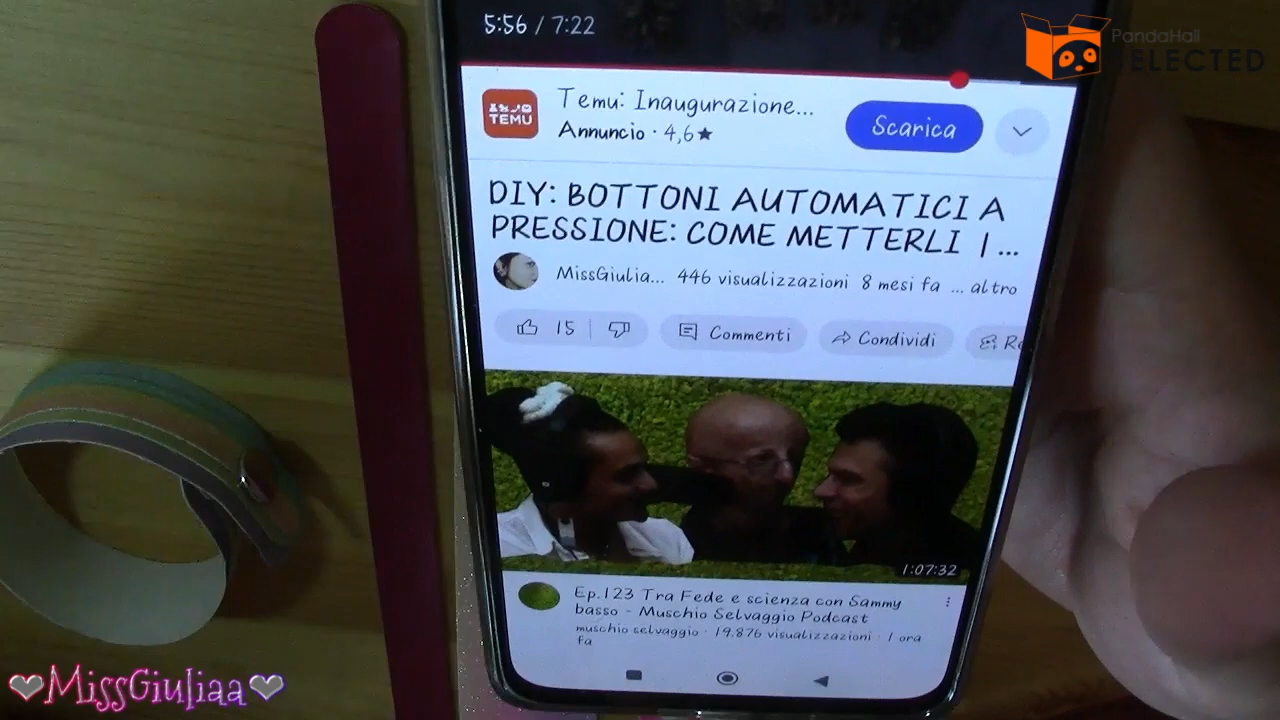 5:56 / 7:22
PandaHall
SELECTED
TEMU
Temu: Inaugurazione...
Annuncio · 4,6★
Scarica
DIY: BOTTONI AUTOMATICI A
PRESSIONE: COME METTERLI | ...
MissGiulia... 446 visualizzazioni 8 mesi fa ... altro
15
Commenti
Condividi
Re
1:07:32
Ep.123 Tra Fede e scienza con Sammy
basso - Muschio Selvaggio Podcast
muschio selvaggio · 19.876 visualizzazioni · 1 ora
fa
MissGiuliaa